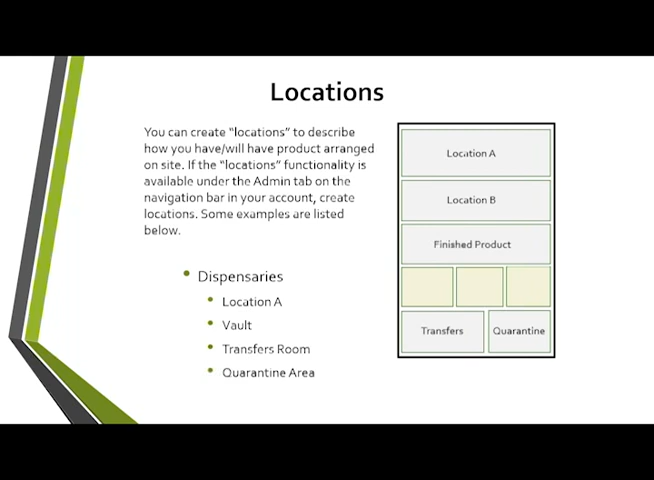 Locations
You can create “locations” to describe
how you have/will have product arranged
on site. If the “locations” functionality is
available under the Admin tab on the
navigation bar in your account, create
locations. Some examples are listed
below.
• Dispensaries
• Location A
• Vault
• Transfers Room
• Quarantine Area
Location A
Location B
Finished Product
Transfers
Quarantine